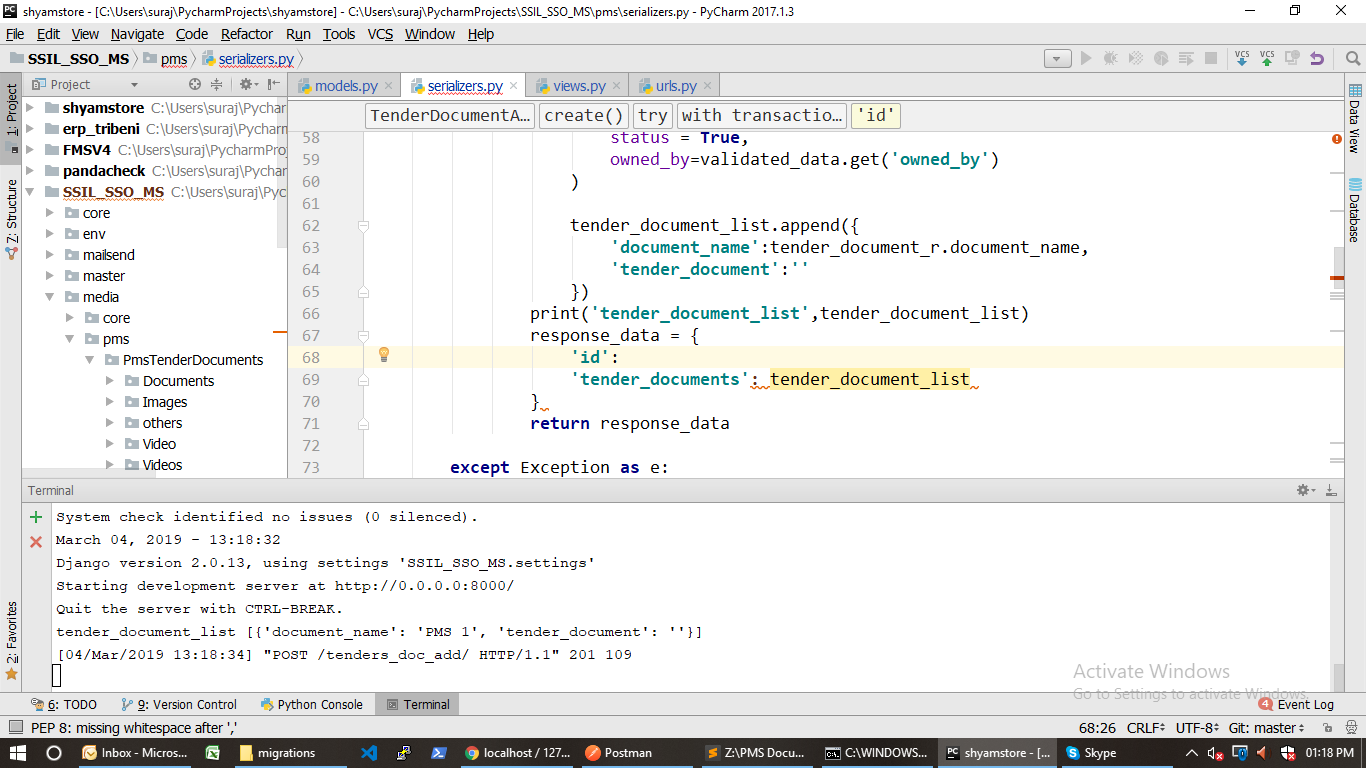 shyamstore - [C:\Users\suraj\PycharmProjects\shyamstore] - C:\Users\suraj\PycharmProjects\SSIL_SSO_MS\pms\serializers.py - PyCharm 2017.1.3
File Edit View Navigate Code Refactor Run Tools VCS Window Help
SSIL_SSO_MS pms serializers.py VCS VCS
Project models.py serializers.py views.py urls.py
TenderDocumentA... create() try with transactio... 'id'
1: Project
Z: Structure
2: Favorites
Data View
Database
shyamstore C:\Users\suraj\Pychar
erp_tribeni C:\Users\suraj\Pycharm
FMSV4 C:\Users\suraj\PycharmProj
pandacheck C:\Users\suraj\Pychar
SSIL_SSO_MS C:\Users\suraj\Pyc
core
env
mailsend
master
media
core
pms
PmsTenderDocuments
Documents
Images
others
Video
Videos
58 status = True,
59 owned_by=validated_data.get('owned_by')
60 )
61
62 tender_document_list.append({
63 'document_name':tender_document_r.document_name,
64 'tender_document':''
65 })
66 print('tender_document_list',tender_document_list)
67 response_data = {
68 'id':
69 'tender_documents': tender_document_list
70 }
71 return response_data
72
73 except Exception as e:
Terminal
System check identified no issues (0 silenced).
March 04, 2019 - 13:18:32
Django version 2.0.13, using settings 'SSIL_SSO_MS.settings'
Starting development server at http://0.0.0.0:8000/
Quit the server with CTRL-BREAK.
tender_document_list [{'document_name': 'PMS 1', 'tender_document': ''}]
[04/Mar/2019 13:18:34] "POST /tenders_doc_add/ HTTP/1.1" 201 109
Activate Windows
Go to Settings to activate Windows.
6: TODO 9: Version Control Python Console Terminal 4 Event Log
PEP 8: missing whitespace after ',' 68:26 CRLF UTF-8 Git: master
Inbox - Micros... migrations localhost / 127... Postman Z:\PMS Docu... C:\WINDOWS... shyamstore - [... Skype 01:18 PM